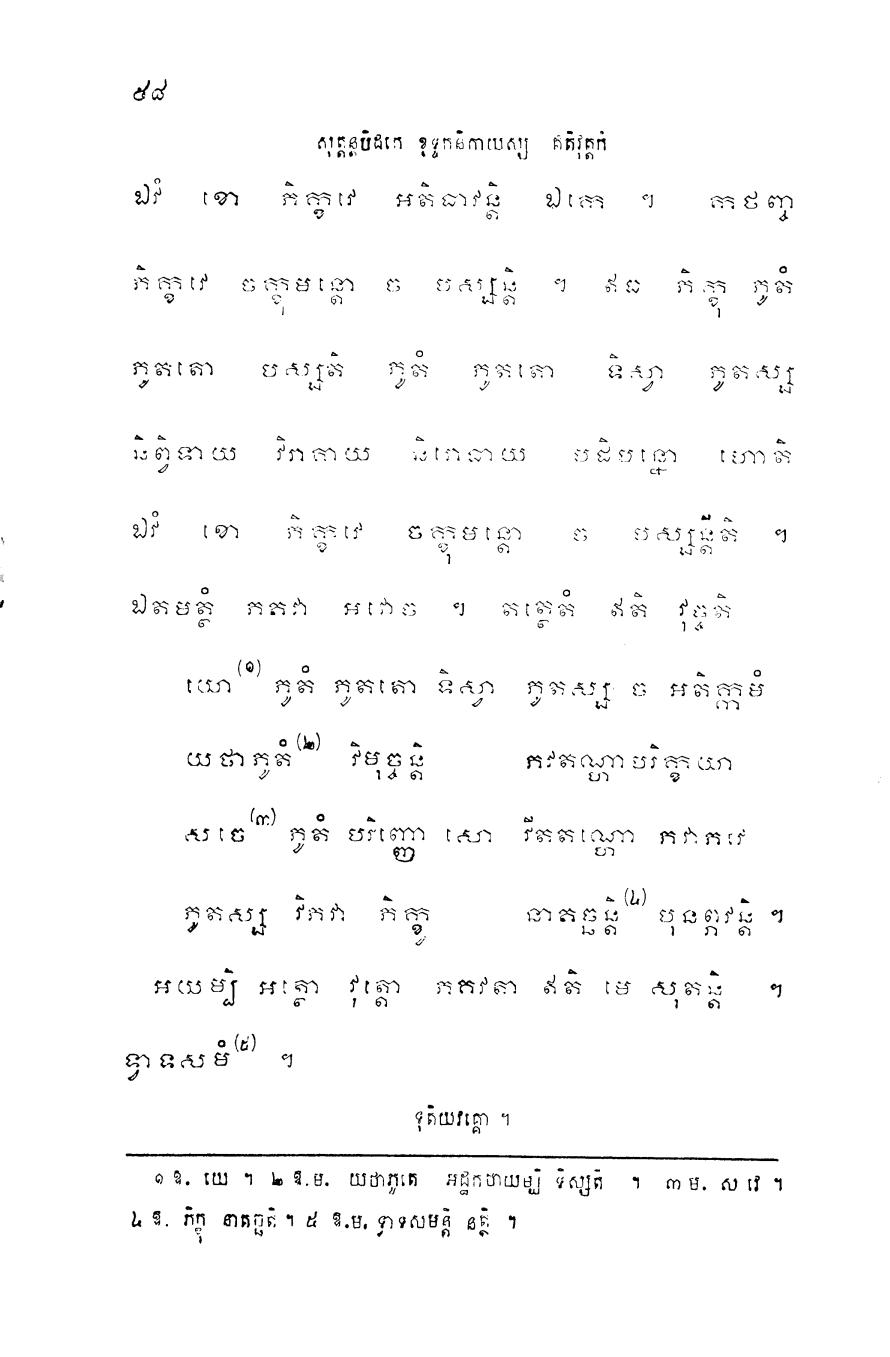 ៥៨
សុត្តន្តបិដកេ ខុទ្ទកនិកាយស្ស ឥតិវុត្តកំ
ឯវំ ខោ ភិក្ខវេ អតិធាវន្តិ ឯកេ ។ កថញ្ច
ភិក្ខវេ ចក្ខុមន្តោ ច បស្សន្តិ ។ ឥធ ភិក្ខុ ភូតំ
ភូតតោ បស្សតិ ភូតំ ភូតតោ ទិស្វា ភូតស្ស
និព្វិទាយ វិរាគាយ និរោធាយ បដិបន្នោ ហោតិ
ឯវំ ខោ ភិក្ខវេ ចក្ខុមន្តោ ច បស្សន្តីតិ ។
ឯតមត្ថំ ភគវា អវោច ។ តត្ថេតំ ឥតិ វុច្ចតិ
យោ(១) ភូតំ ភូតតោ ទិស្វា ភូតស្ស ច អតិក្កមំ
យថាភូតំ(២) វិមុច្ចន្តិ ភវតណ្ហាបរិក្ខយា
សចេ(៣) ភូតំ បរិញ្ញោ សោ វីតតណ្ហោ ភវាភវេ
ភូតស្ស វិភវា ភិក្ខូ នាគច្ឆន្តិ(៤) បុនព្ភវន្តិ ។
អយម្បិ អត្ថោ វុត្តោ ភគវតា ឥតិ មេ សុតន្តិ ។
ទ្វាទសមំ(៥) ។
ទុតិយវគ្គោ ។
១ ឱ. យេ ។ ២ ឱ.ម. យថាភូតេ អដ្ឋកថាយម្បិ ទិស្សតិ ។ ៣ ម. ស វេ ។
៤ ឱ. ភិក្ខុ នាគច្ឆតិ ។ ៥ ឱ.ម. ទ្វាទសមន្តិ នត្ថិ ។